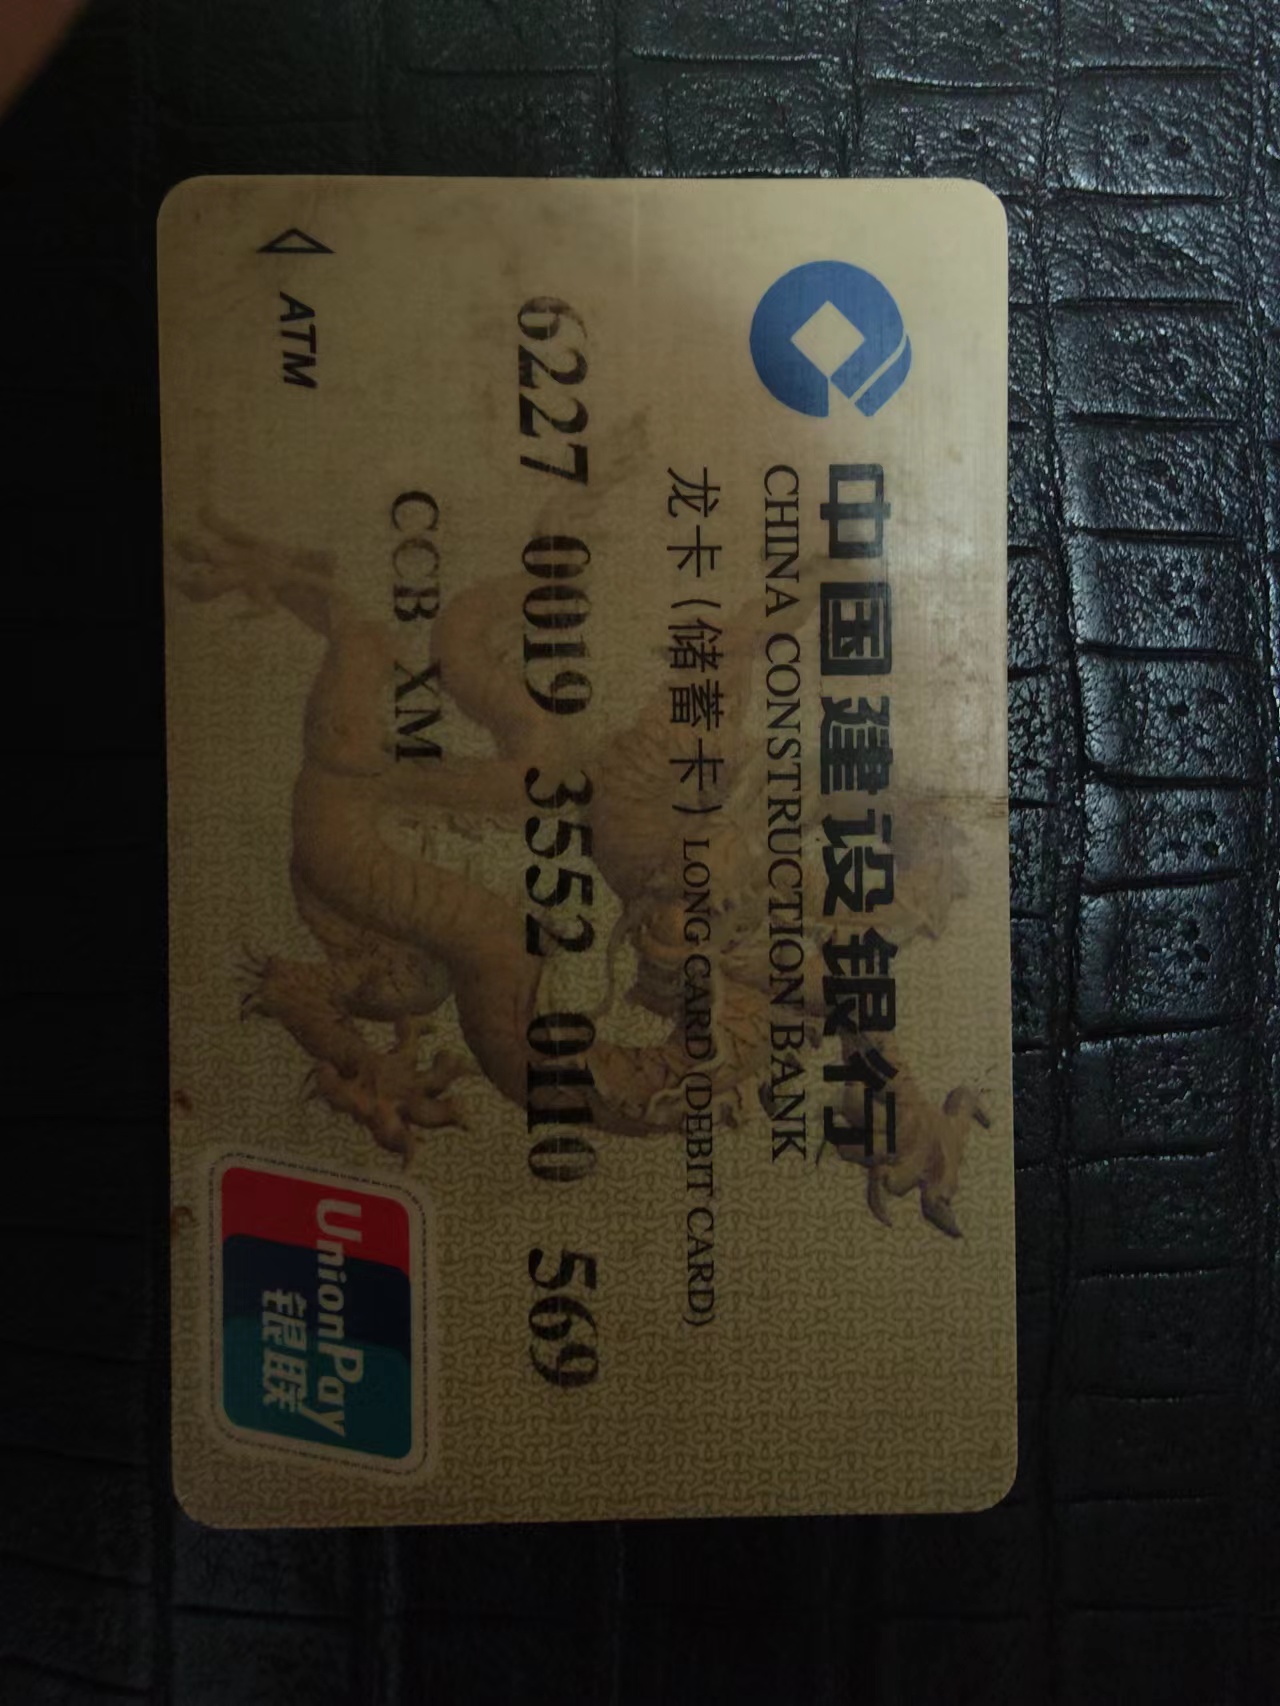 中国建设银行
CHINA CONSTRUCTION BANK
龙卡(储蓄卡) LONG CARD (DEBIT CARD)
6227 0019 3552 0110 569
CCB XM
ATM
UnionPay
银联